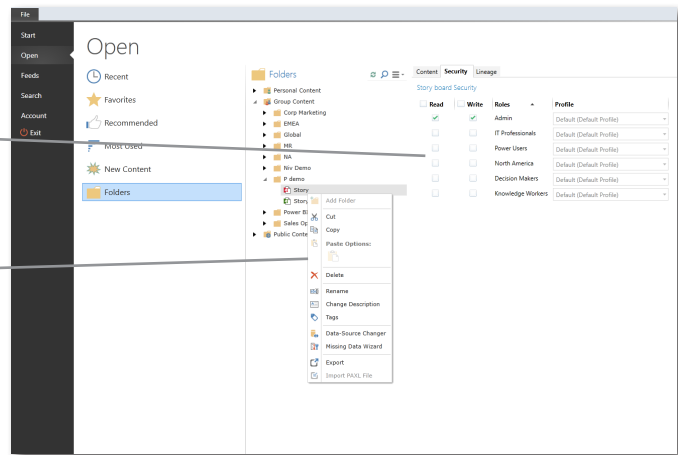 File
Start
Open
Feeds
Search
Account
Exit
Open
Recent
Favorites
Recommended
Most Used
New Content
Folders
Folders
Personal Content
Group Content
Corp Marketing
EMEA
Global
MR
NA
Niv Demo
P demo
Story
Story
Power BI
Sales Op
Public Conte
Add Folder
Cut
Copy
Paste Options:
Delete
Rename
Change Description
Tags
Data-Source Changer
Missing Data Wizard
Export
Import PAXL File
Content Security Lineage
Story board Security
Read Write Roles Profile
Admin Default (Default Profile)
IT Professionals Default (Default Profile)
Power Users Default (Default Profile)
North America Default (Default Profile)
Decision Makers Default (Default Profile)
Knowledge Workers Default (Default Profile)